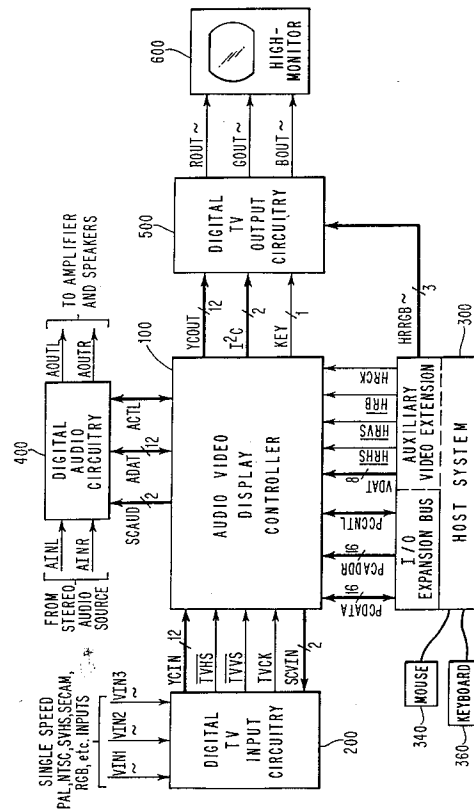 SINGLE SPEED
PAL, NTSC, SVHS, SECAM,
RGB, etc. INPUTS
VIN1
VIN2
VIN3
~
~
~
DIGITAL TV
INPUT
CIRCUITRY
200
YCIN
12
TVHS
TVVS
TVCK
SCVIN
2
FROM
STEREO
AUDIO
SOURCE
AINL
AINR
400
DIGITAL
AUDIO
CIRCUITRY
AOUTL
AOUTR
TO AMPLIFIER
AND SPEAKERS
SCAUD
2
ADAT
12
ACTL
100
AUDIO VIDEO
DISPLAY
CONTROLLER
YCOUT
12
I²C
2
KEY
1
500
DIGITAL
TV
OUTPUT
CIRCUITRY
ROUT~
GOUT~
BOUT~
600
HIGH-
MONITOR
PCDATA
16
PCADDR
16
PCCNTL
VDAT
8
HRHS
HRVS
HRB
HRCK
HRRGB~
3
I/O
EXPANSION BUS
AUXILIARY
VIDEO EXTENSION
HOST SYSTEM
300
MOUSE
340
KEYBOARD
360